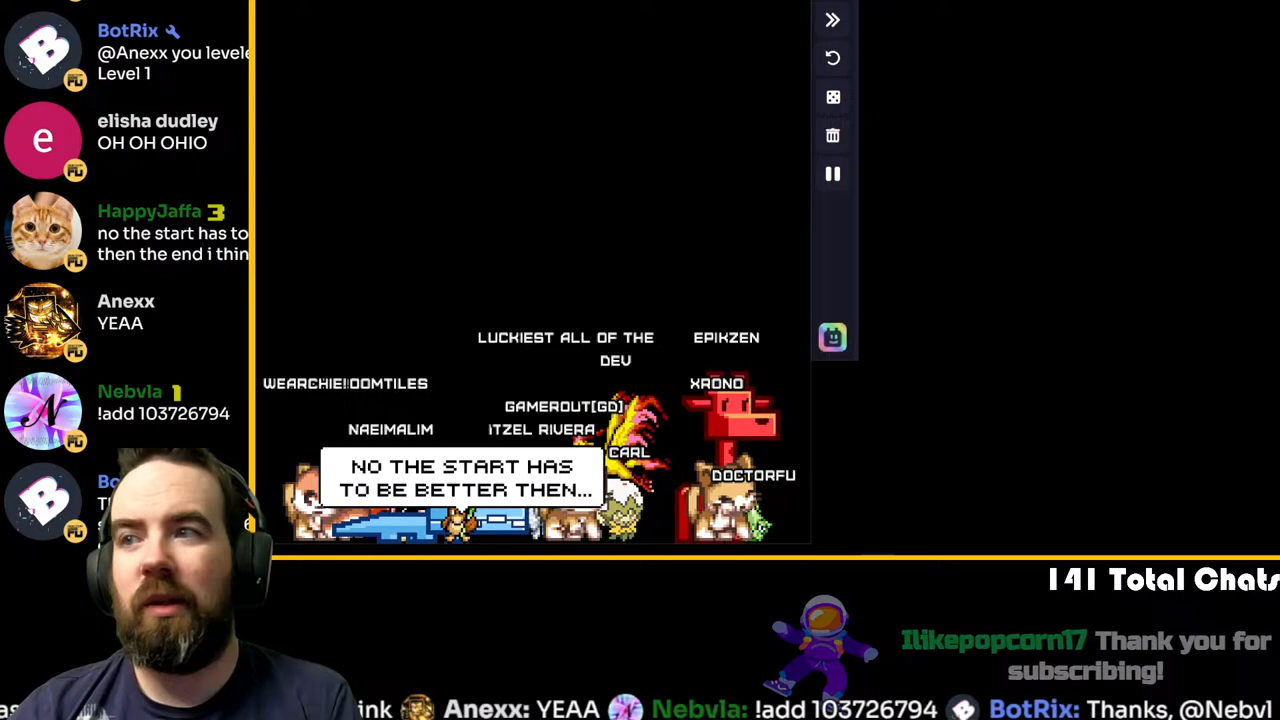 BotRix
@Anexx you levele
Level 1
elisha dudley
OH OH OHIO
HappyJaffa 3
no the start has to
then the end i thin
Anexx
YEAA
Nebvla 1
!add 103726794
LUCKIEST ALL OF THE
DEV
EPIKZEN
WEARCHIE!DOMTILES
XRONO
GAMEROUT[GD]
NAEIMALIM
ITZEL RIVERA
CARL
NO THE START HAS
TO BE BETTER THEN...
DOCTORFU
141 Total Chats
Ilikepopcorn17 Thank you for
subscribing!
ink Anexx: YEAA Nebvla: !add 103726794 BotRix: Thanks, @Nebvl